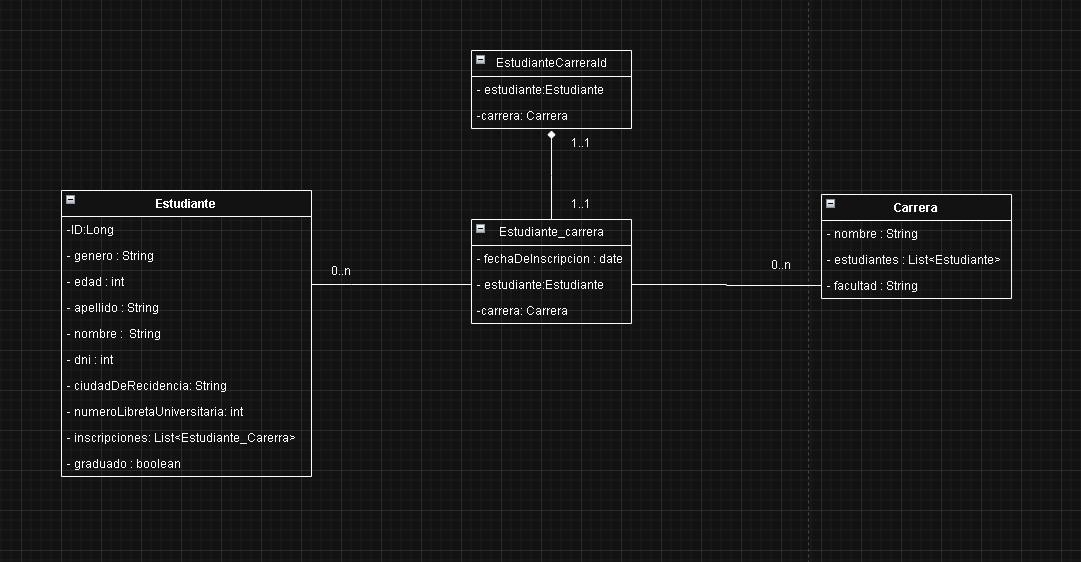 EstudianteCarreraId
- estudiante:Estudiante
-carrera: Carrera
1..1
1..1
Estudiante
-ID:Long
- genero : String
- edad : int
- apellido : String
- nombre : String
- dni : int
- ciudadDeRecidencia: String
- numeroLibretaUniversitaria: int
- inscripciones: List<Estudiante_Carerra>
- graduado : boolean
0..n
Estudiante_carrera
- fechaDeInscripcion : date
- estudiante:Estudiante
-carrera: Carrera
0..n
Carrera
- nombre : String
- estudiantes : List<Estudiante>
- facultad : String